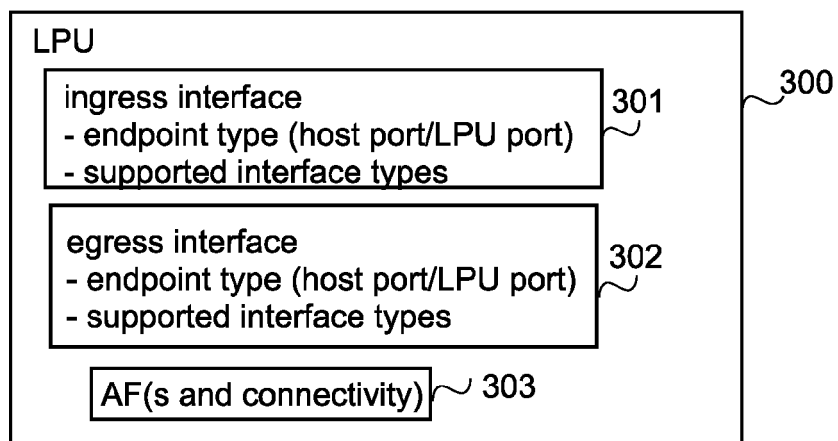 LPU
ingress interface
- endpoint type (host port/LPU port)
- supported interface types
301
300
egress interface
- endpoint type (host port/LPU port)
- supported interface types
302
AF(s and connectivity)
303